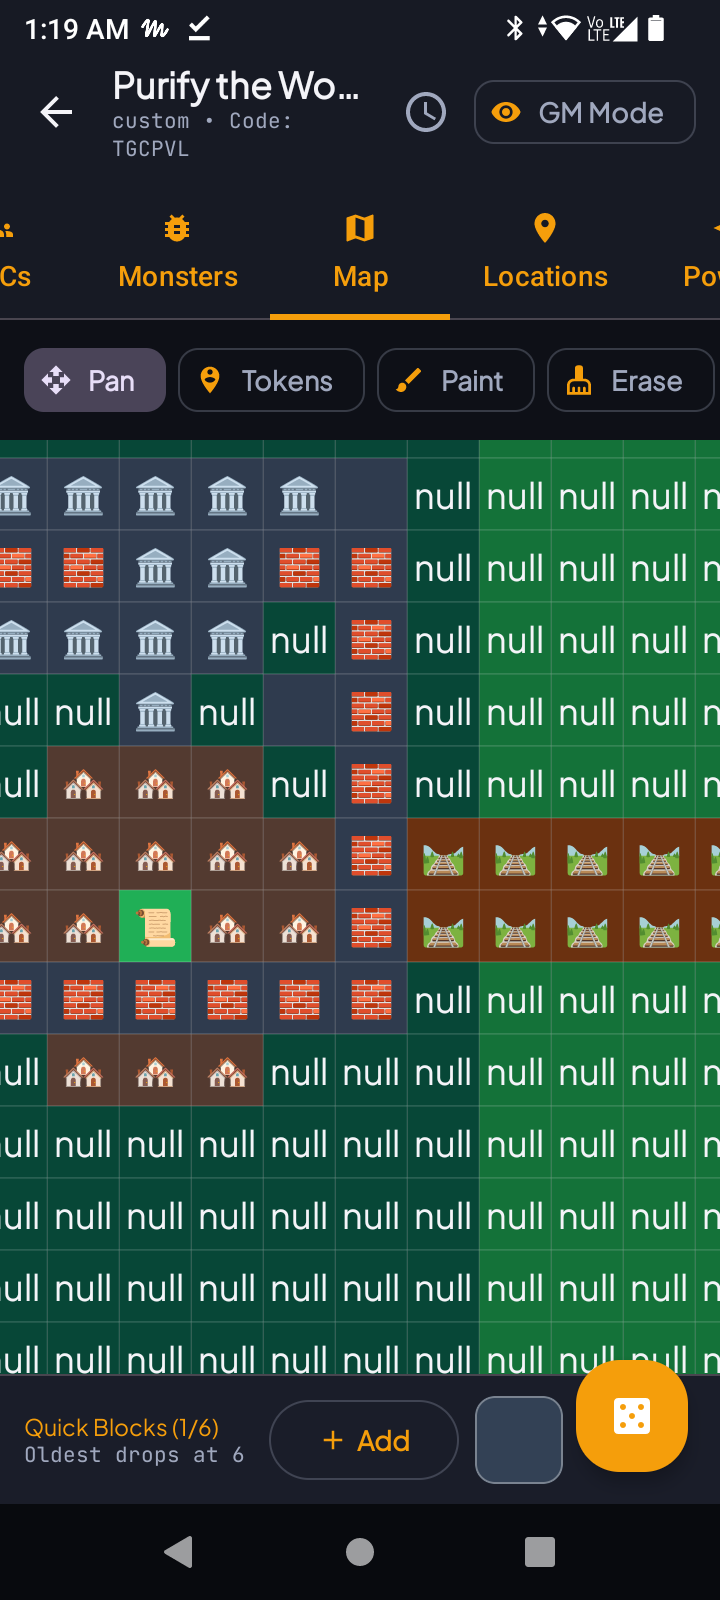 1:19 AM
Vo LTE
LTE
Purify the Wo...
custom • Code:
TGCPVL
GM Mode
Cs Monsters Map Locations Pov
Pan Tokens Paint Erase
null null null null n
null null null null n
null null null null null n
null null null null null null null n
null null null null null null n
null null null null n
null null null null null null n
null null null null null null null null null null n
null null null null null null null null null null n
null null null null null null null null null null n
null null null null null null null null null null n
Quick Blocks (1/6)
Oldest drops at 6
+ Add